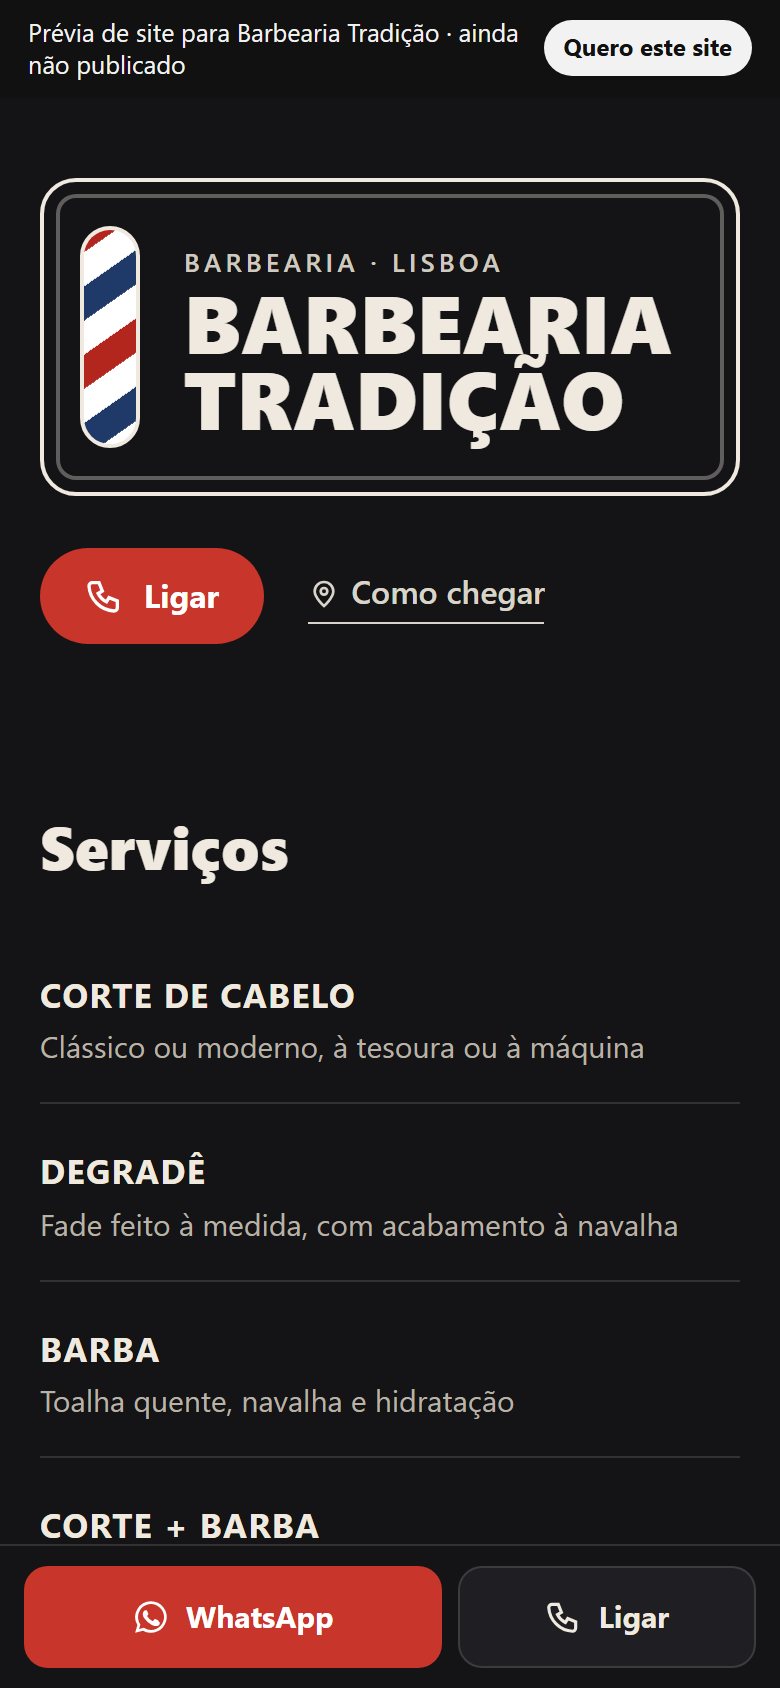 Prévia de site para Barbearia Tradição · ainda
não publicado
Quero este site
BARBEARIA · LISBOA
BARBEARIA
TRADIÇÃO
Ligar
Como chegar
Serviços
CORTE DE CABELO
Clássico ou moderno, à tesoura ou à máquina
DEGRADÊ
Fade feito à medida, com acabamento à navalha
BARBA
Toalha quente, navalha e hidratação
CORTE + BARBA
WhatsApp
Ligar